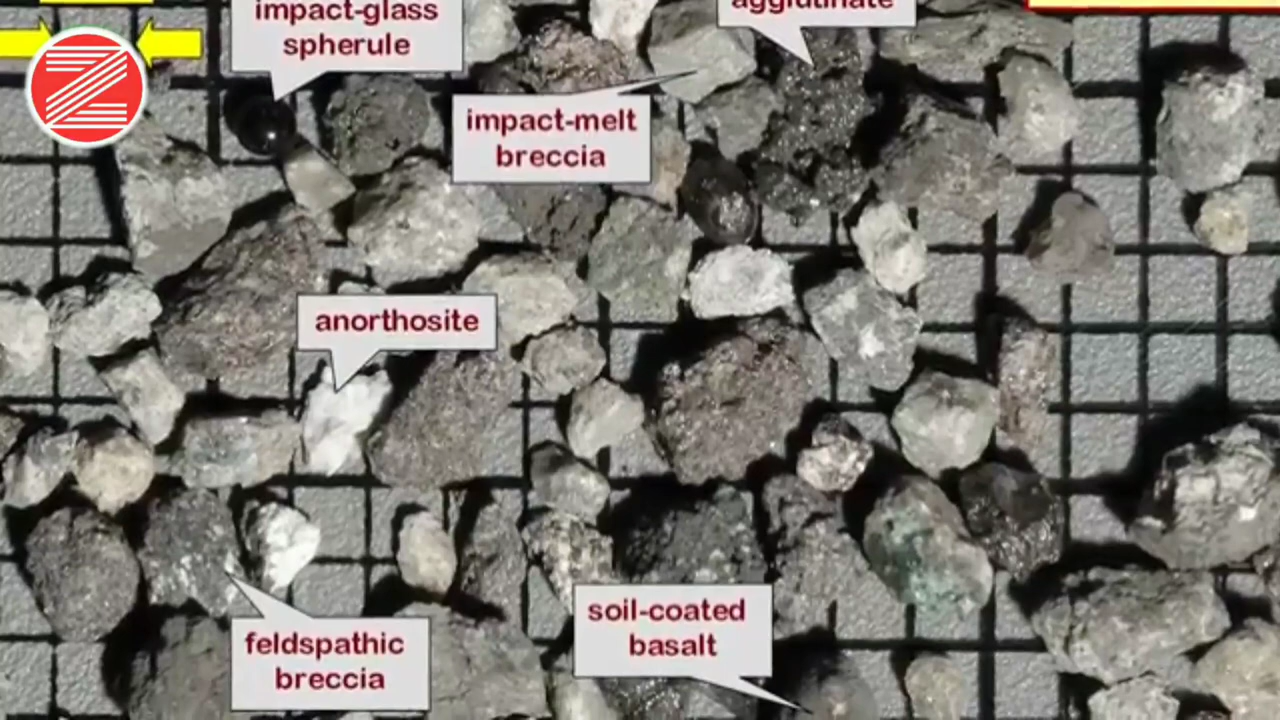 impact-glass
spherule
agglutinate
impact-melt
breccia
anorthosite
feldspathic
breccia
soil-coated
basalt